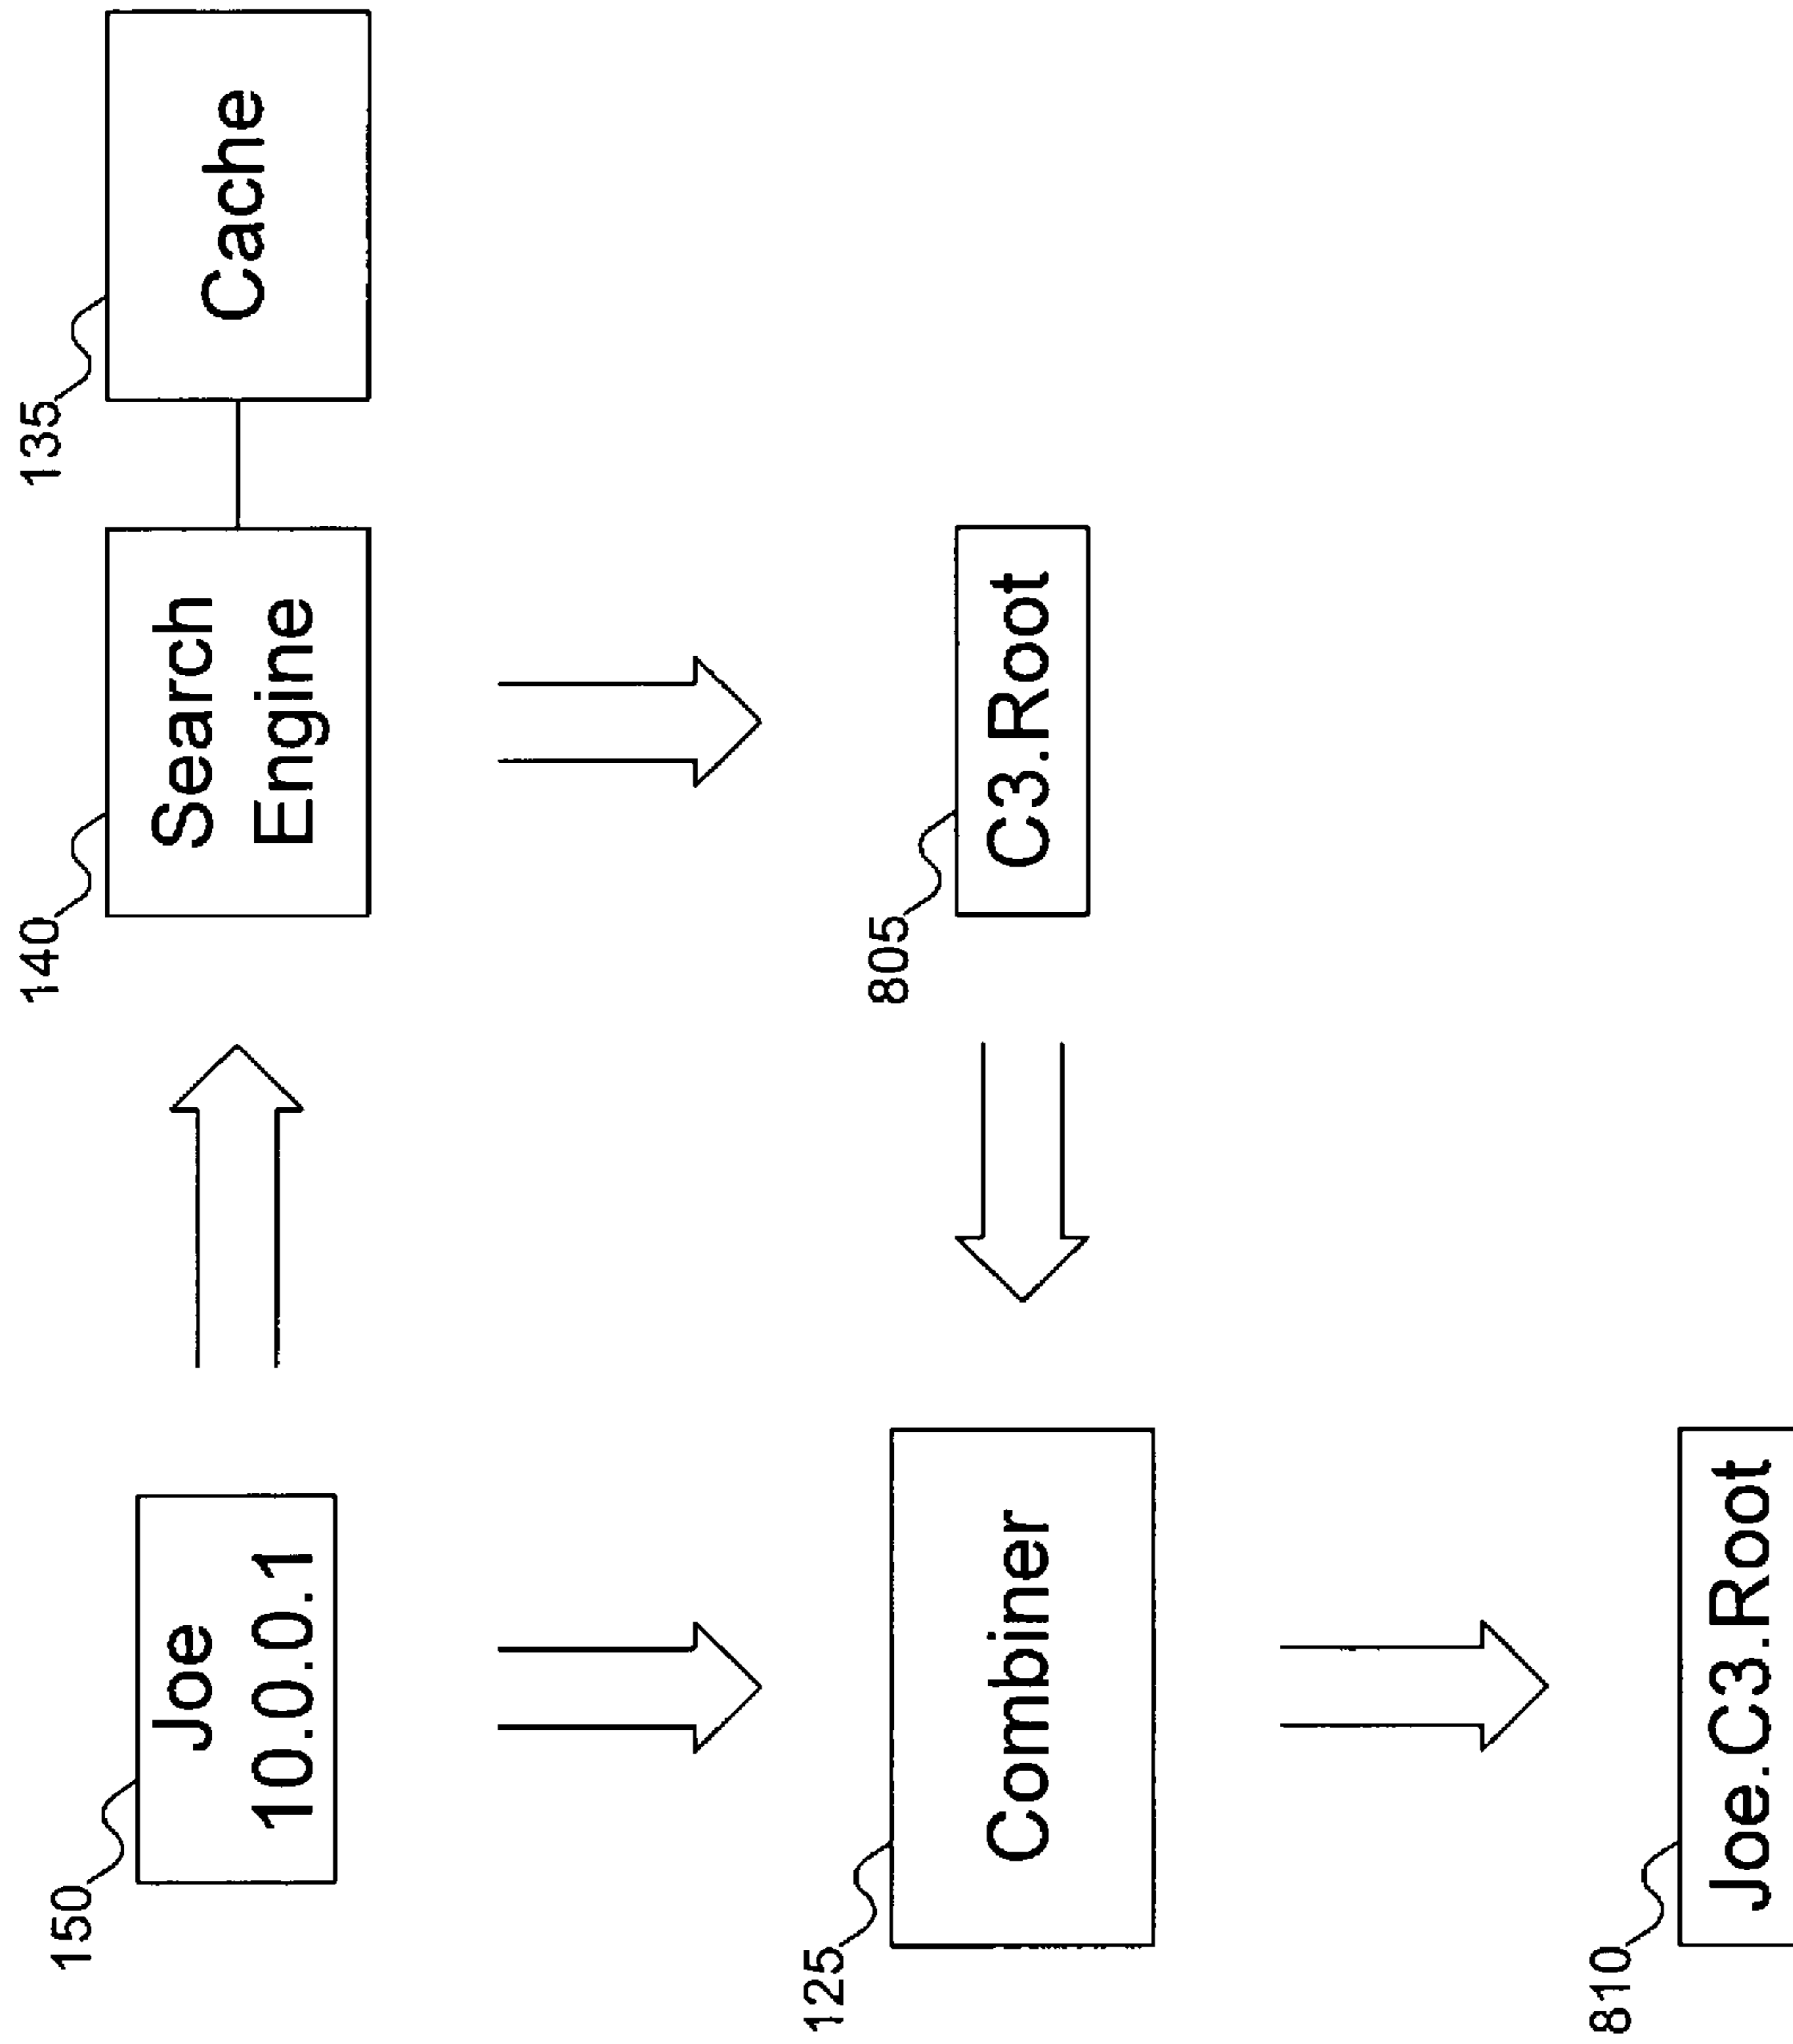 150
Joe
10.0.0.1
140
Search
Engine
135
Cache
125
Combiner
805
C3.Root
810
Joe.C3.Root